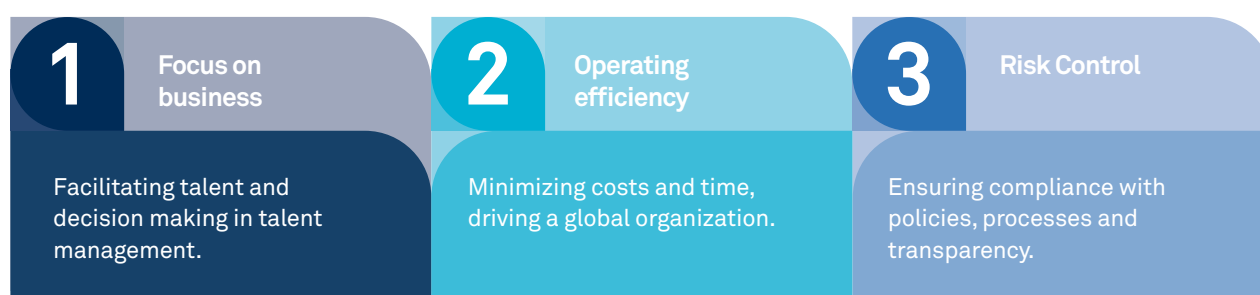 1
Focus on
business
Facilitating talent and
decision making in talent
management.
2
Operating
efficiency
Minimizing costs and time,
driving a global organization.
3
Risk Control
Ensuring compliance with
policies, processes and
transparency.